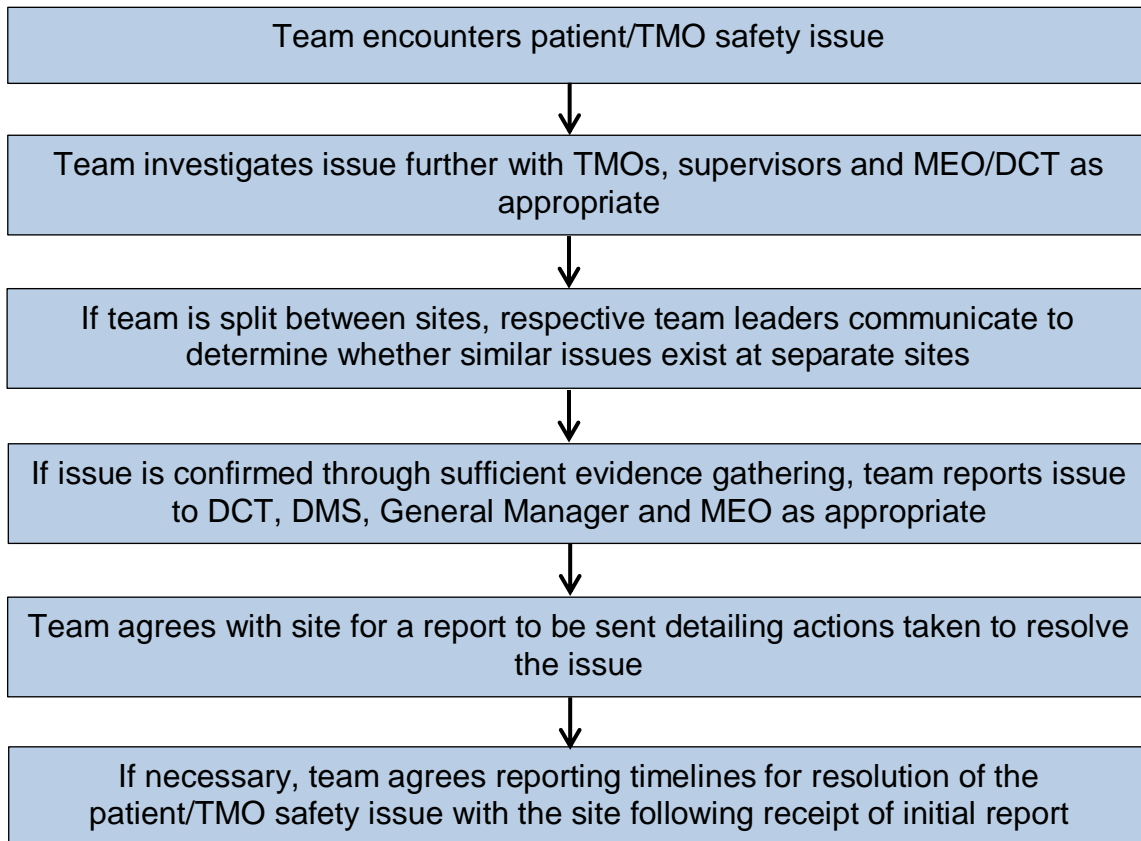 Team encounters patient/TMO safety issue
Team investigates issue further with TMOs, supervisors and MEO/DCT as
appropriate
If team is split between sites, respective team leaders communicate to
determine whether similar issues exist at separate sites
If issue is confirmed through sufficient evidence gathering, team reports issue
to DCT, DMS, General Manager and MEO as appropriate
Team agrees with site for a report to be sent detailing actions taken to resolve
the issue
If necessary, team agrees reporting timelines for resolution of the
patient/TMO safety issue with the site following receipt of initial report